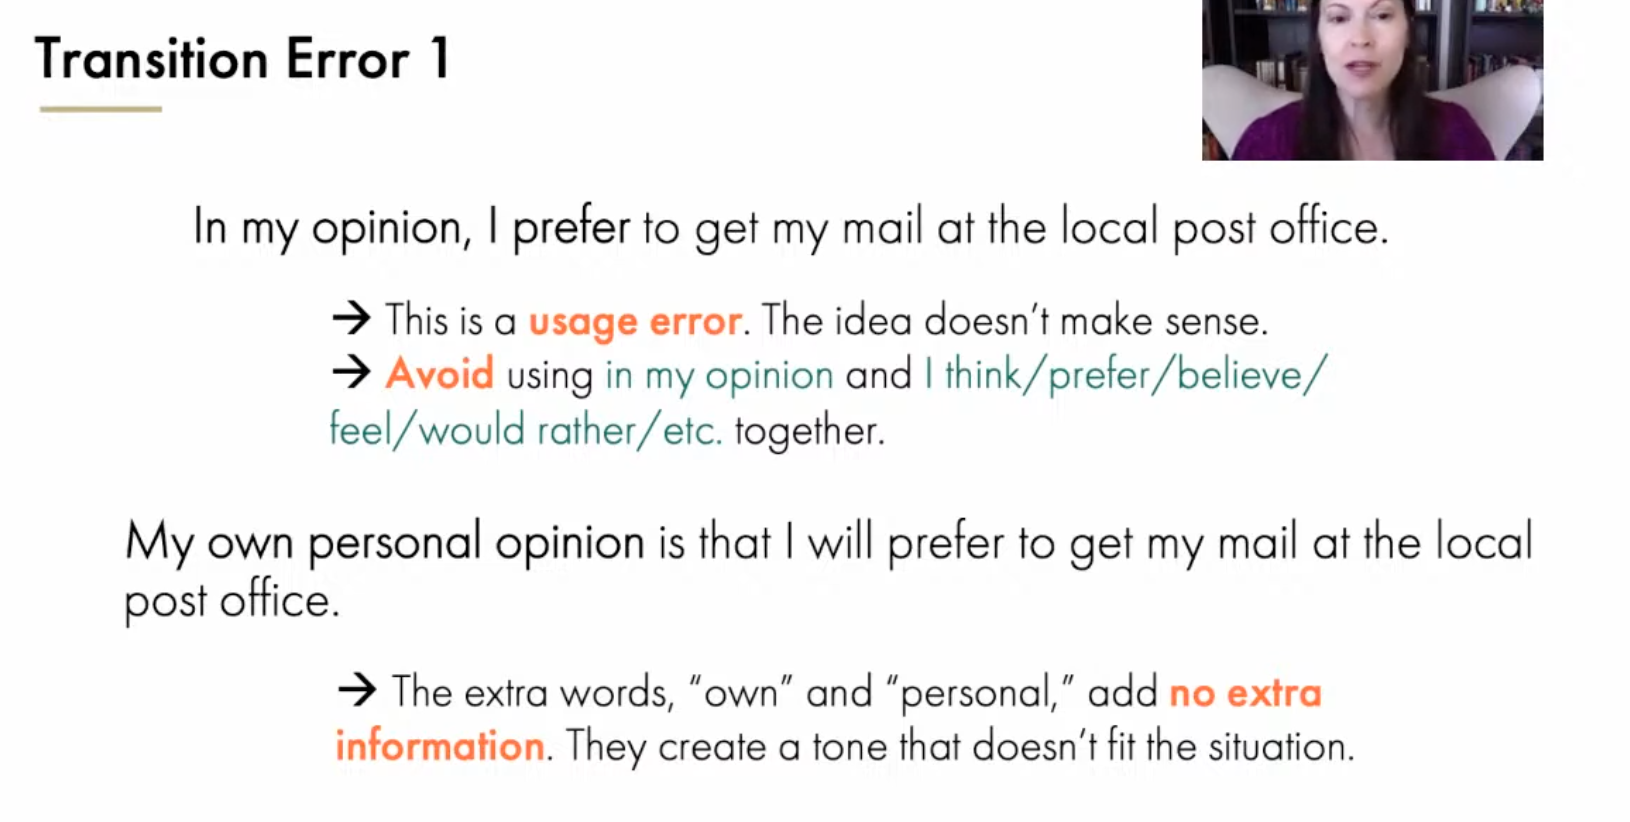 Transition Error 1
In my opinion, I prefer to get my mail at the local post office.
→ This is a usage error. The idea doesn't make sense.
→ Avoid using in my opinion and I think/prefer/believe/
feel/would rather/etc. together.
My own personal opinion is that I will prefer to get my mail at the local
post office.
→ The extra words, “own” and “personal,” add no extra
information. They create a tone that doesn't fit the situation.